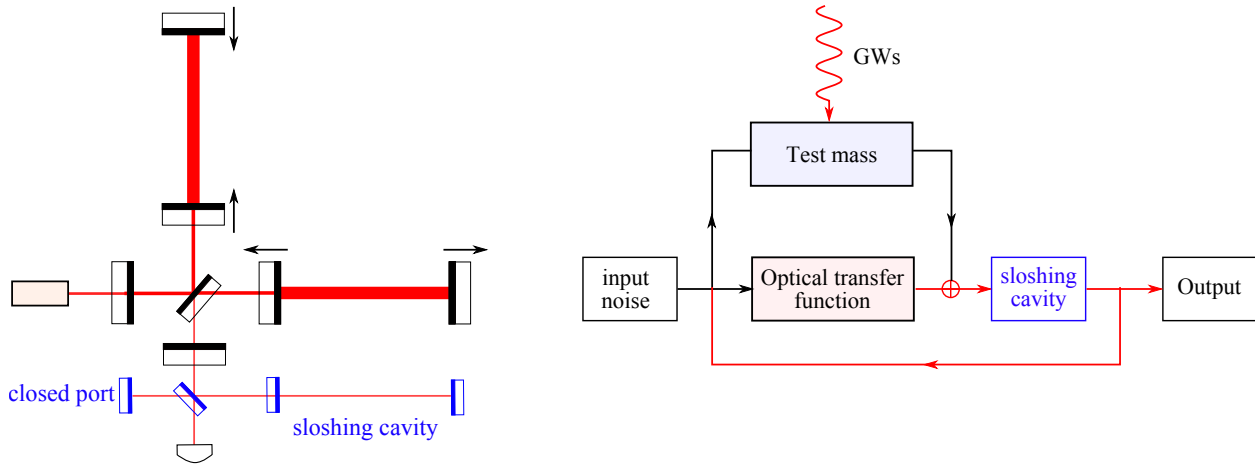 closed port
sloshing cavity
GWs
Test mass
input
noise
Optical transfer
function
sloshing
cavity
Output